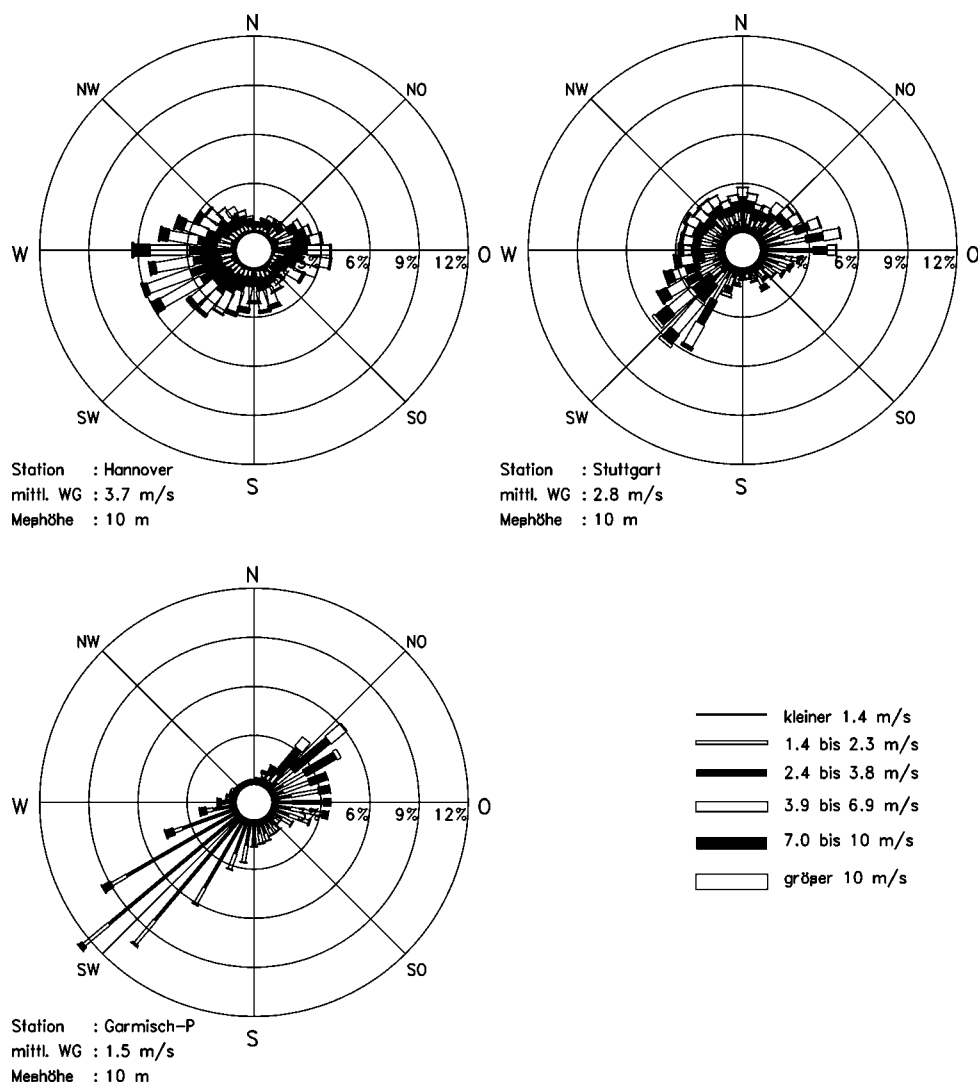 N
NW
NO
W
6%
9%
12%
O
SW
SO
S
Station : Hannover
mittl. WG : 3.7 m/s
Meßhöhe : 10 m
N
NW
NO
W
6%
9%
12%
O
SW
SO
S
Station : Stuttgart
mittl. WG : 2.8 m/s
Meßhöhe : 10 m
N
NW
NO
W
6%
9%
12%
O
SW
SO
S
Station : Garmisch-P
mittl. WG : 1.5 m/s
Meßhöhe : 10 m
kleiner 1.4 m/s
1.4 bis 2.3 m/s
2.4 bis 3.8 m/s
3.9 bis 6.9 m/s
7.0 bis 10 m/s
größer 10 m/s